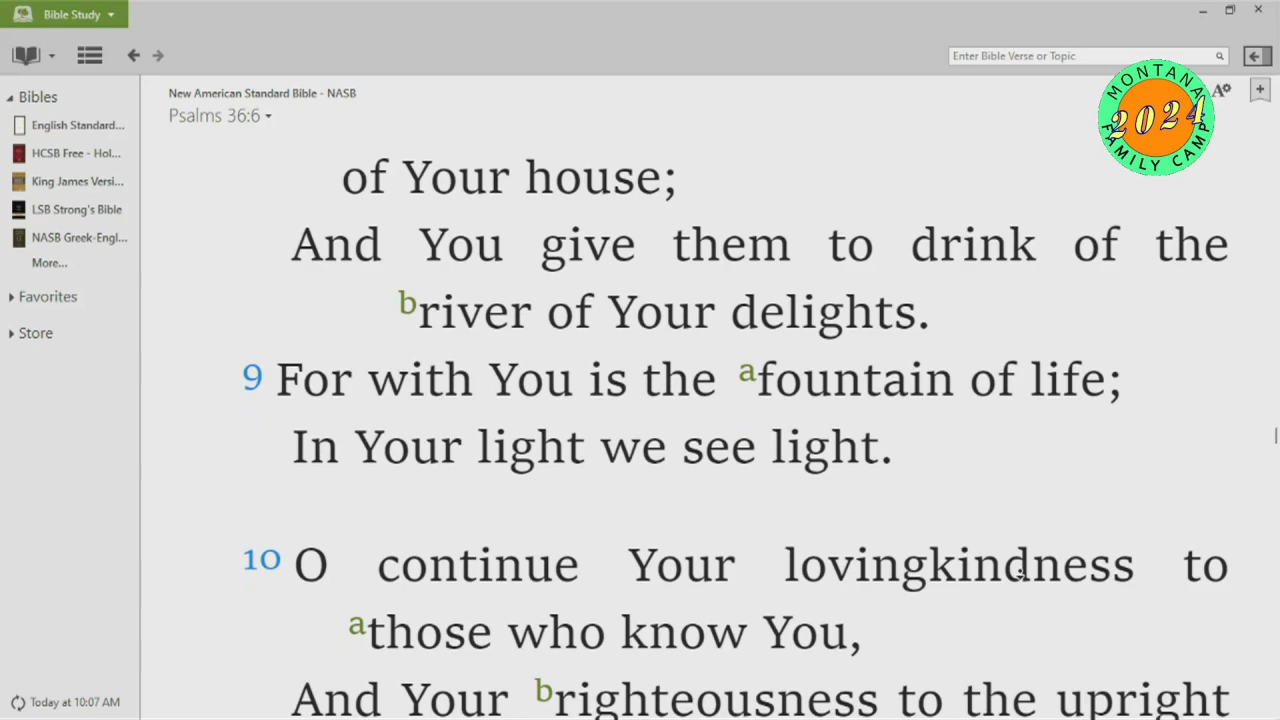 Bible Study
Enter Bible Verse or Topic
MONTANA
2024
FAMILY CAMP
Bibles
English Standard...
HCSB Free - Hol...
King James Versi...
LSB Strong's Bible
NASB Greek-Engl...
More...
Favorites
Store
Today at 10:07 AM
New American Standard Bible - NASB
Psalms 36:6
of Your house;
And You give them to drink of the
b river of Your delights.
9 For with You is the a fountain of life;
In Your light we see light.
10 O continue Your lovingkindness to
a those who know You,
And Your b righteousness to the upright